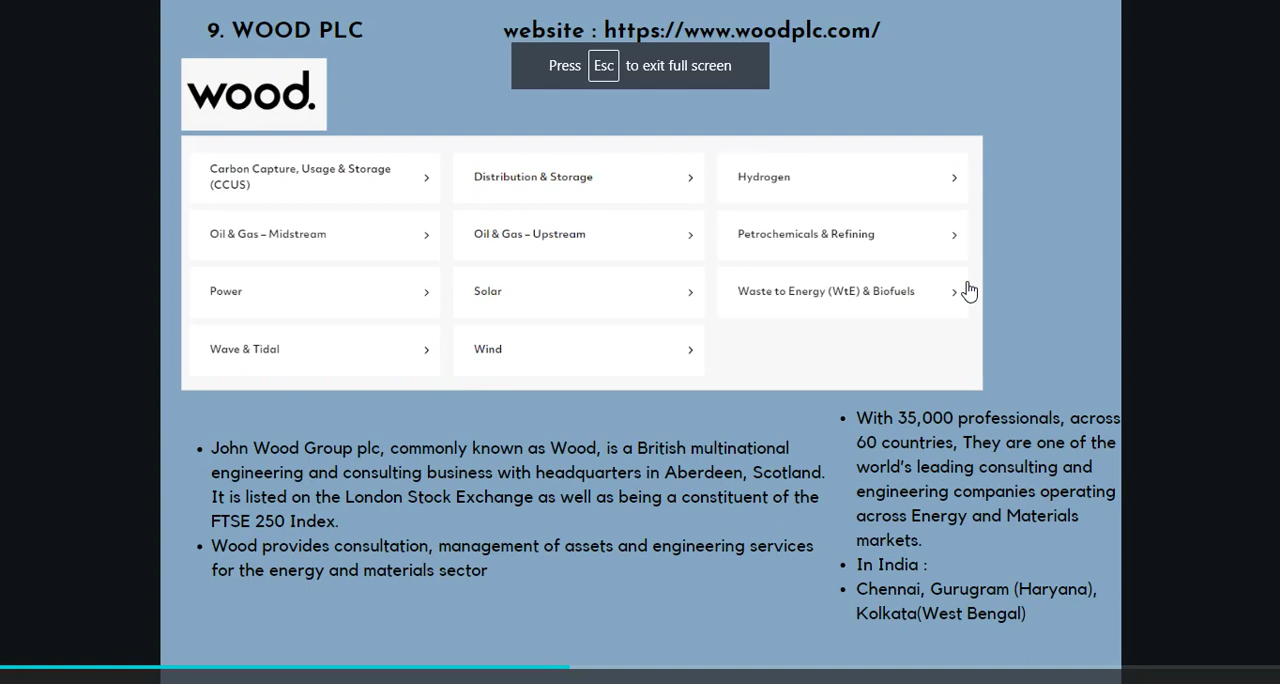 9. WOOD PLC
website : https://www.woodplc.com/
Press Esc to exit full screen
wood.
Carbon Capture, Usage & Storage
(CCUS)
Distribution & Storage
Hydrogen
Oil & Gas – Midstream
Oil & Gas – Upstream
Petrochemicals & Refining
Power
Solar
Waste to Energy (WtE) & Biofuels
Wave & Tidal
Wind
• John Wood Group plc, commonly known as Wood, is a British multinational
engineering and consulting business with headquarters in Aberdeen, Scotland.
It is listed on the London Stock Exchange as well as being a constituent of the
FTSE 250 Index.
• Wood provides consultation, management of assets and engineering services
for the energy and materials sector
• With 35,000 professionals, across
60 countries, They are one of the
world's leading consulting and
engineering companies operating
across Energy and Materials
markets.
• In India :
• Chennai, Gurugram (Haryana),
Kolkata(West Bengal)